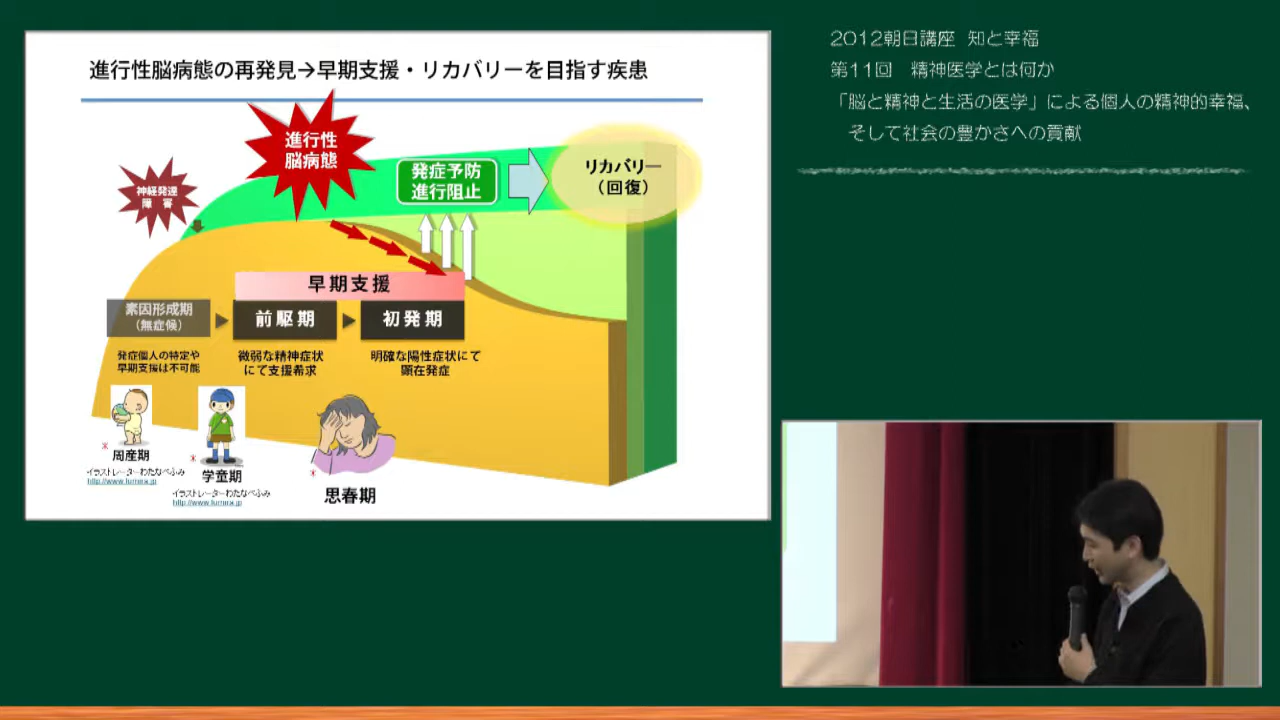 進行性脳病態の再発見→早期支援・リカバリーを目指す疾患
進行性
脳病態
神経発達
障害
発症予防
進行阻止
リカバリー
（回復）
早期支援
素因形成期
（無症候）
前駆期
初発期
発症個人の特定や
早期支援は不可能
微弱な精神症状
にて支援希求
明確な陽性症状にて
顕在発症
周産期
イラストレーターわたなべふみ
学童期
イラストレーターわたなべふみ
思春期
2012朝日講座 知と幸福
第11回 精神医学とは何か
「脳と精神と生活の医学」による個人の精神的幸福、
そして社会の豊かさへの貢献